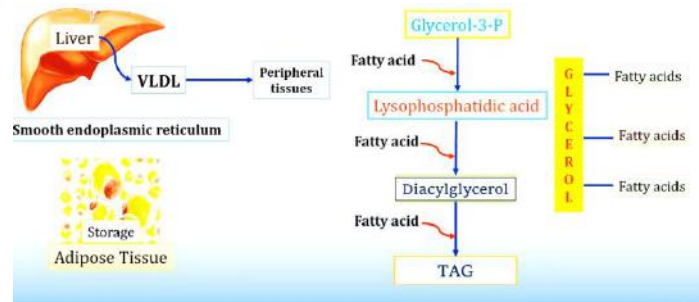 Liver
VLDL
Peripheral
tissues
Smooth endoplasmic reticulum
Storage
Adipose Tissue
Glycerol-3-P
Fatty acid
Lysophosphatidic acid
Fatty acid
Diacylglycerol
Fatty acid
TAG
GLYCEROL
Fatty acids
Fatty acids
Fatty acids